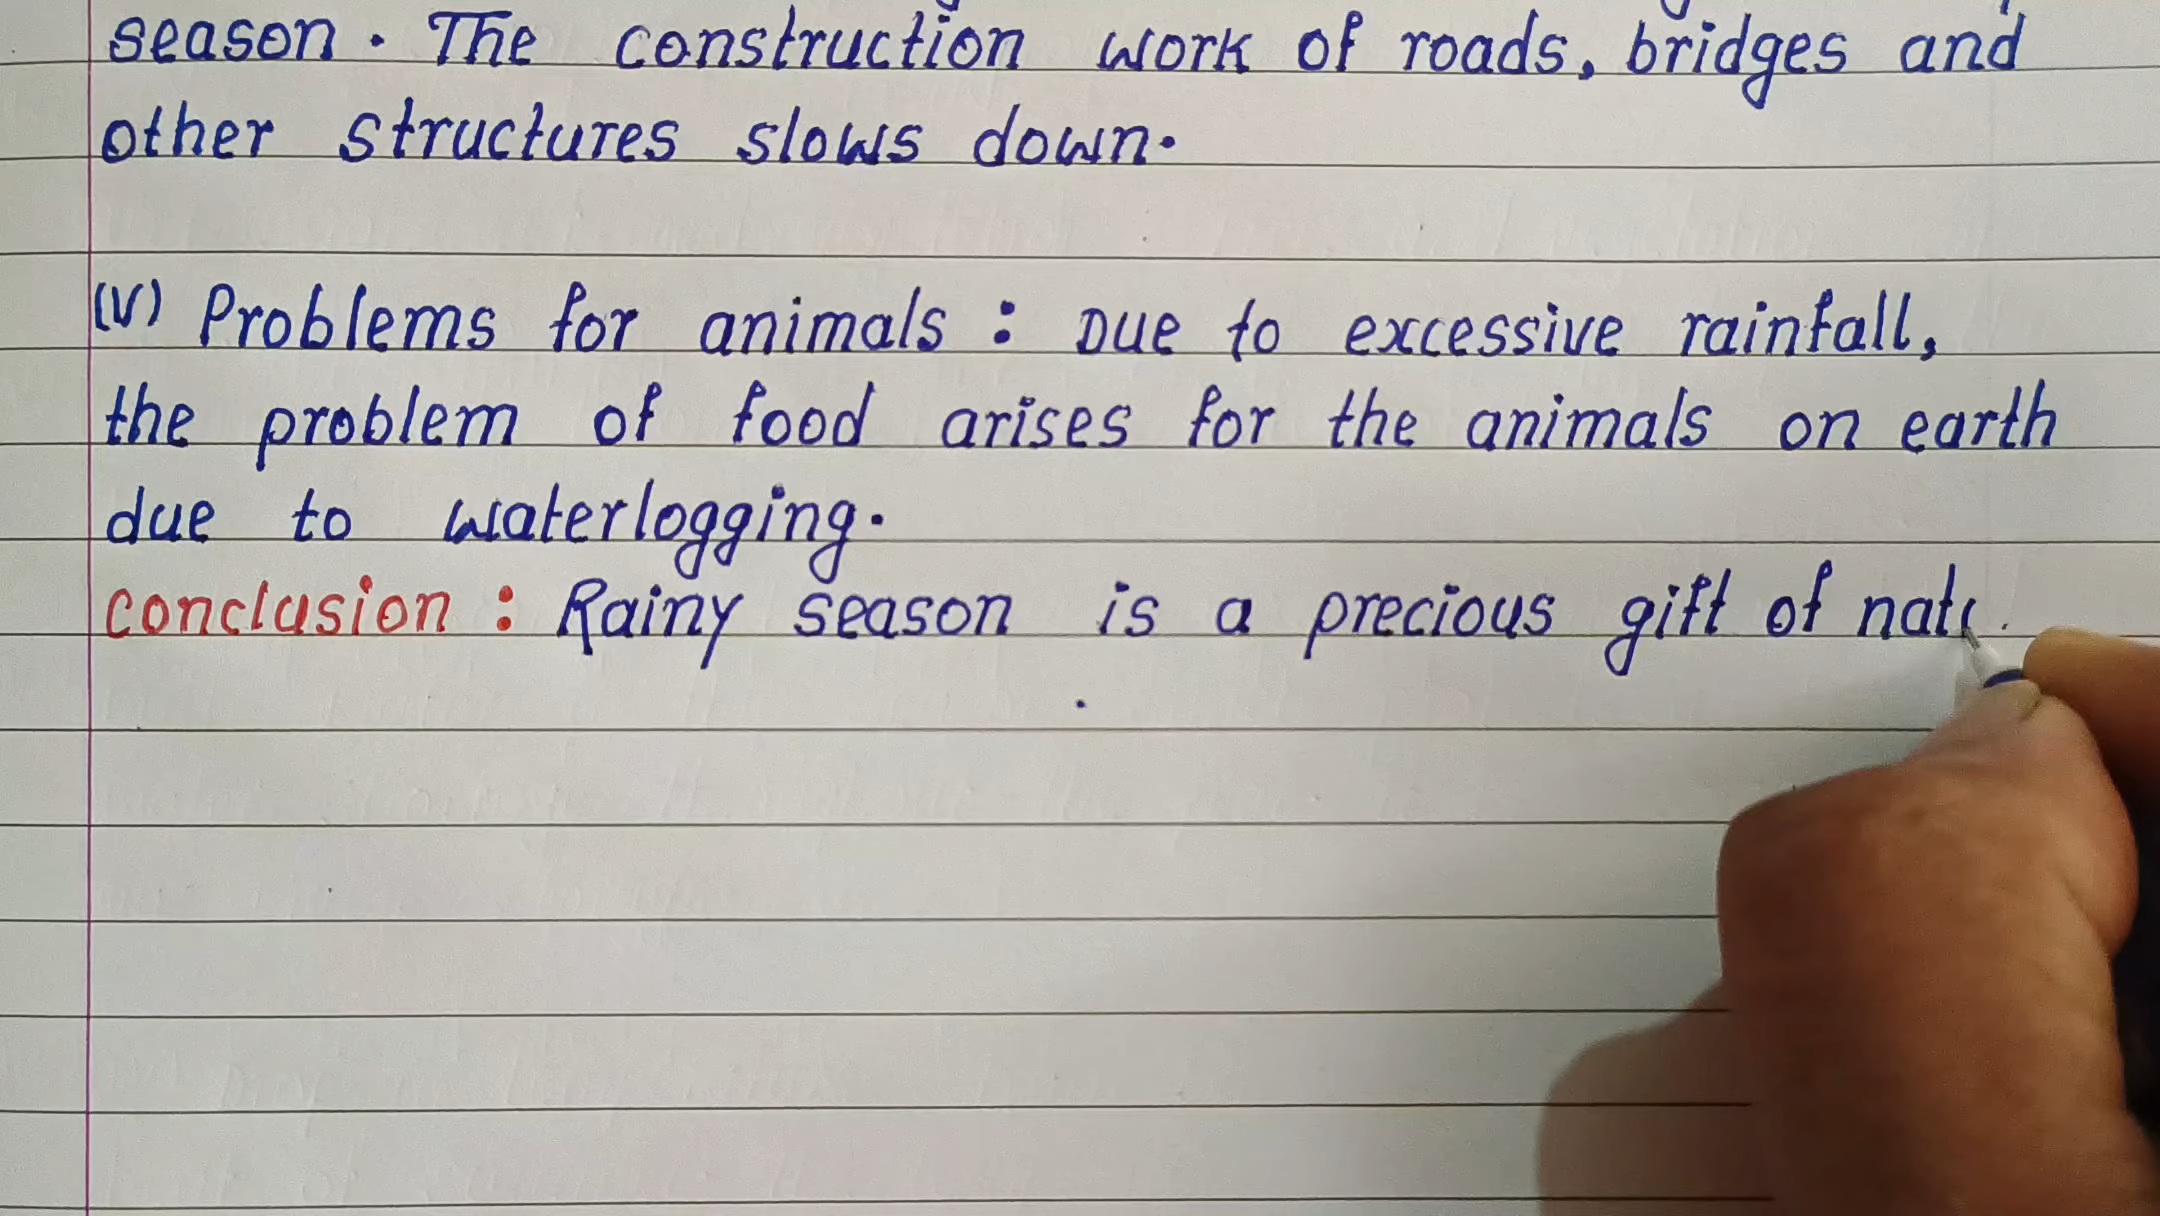 season. The construction work of roads, bridges and
other structures slows down.
(V) Problems for animals : Due to excessive rainfall,
the problem of food arises for the animals on earth
due to waterlogging.
conclusion : Rainy season is a precious gift of nat